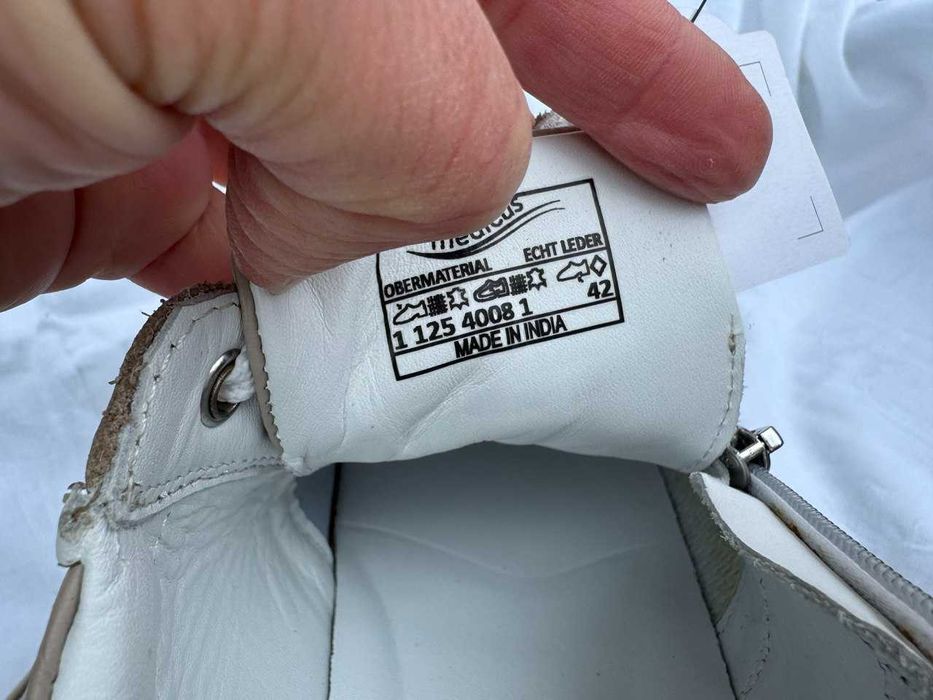 medicus
OBERMATERIAL ECHT LEDER
1 125 4008 1 42
MADE IN INDIA